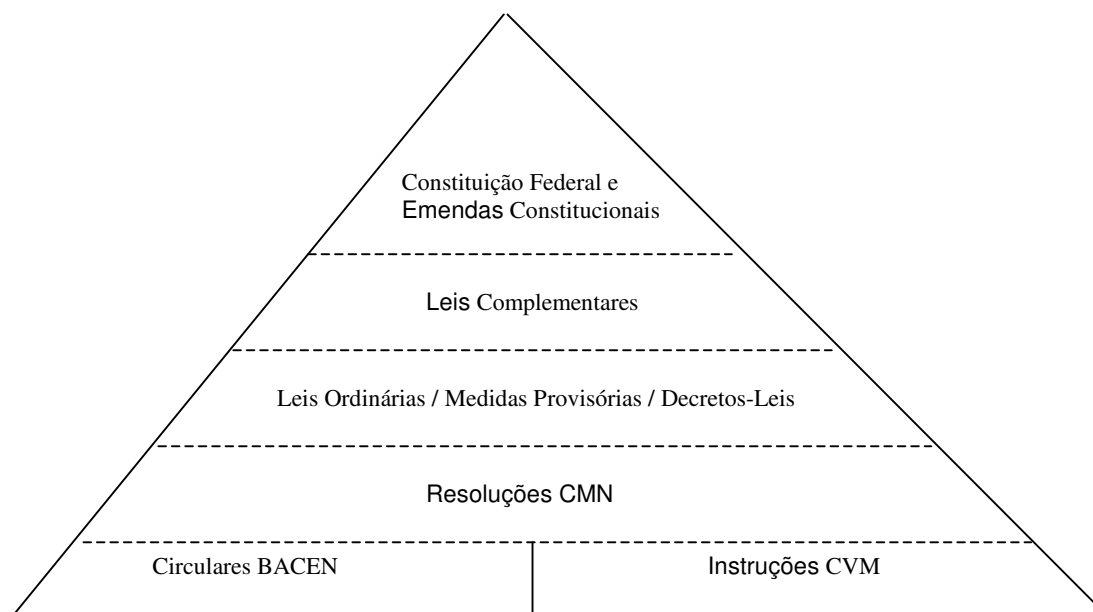 Constituição Federal e
Emendas Constitucionais
Leis Complementares
Leis Ordinárias / Medidas Provisórias / Decretos-Leis
Resoluções CMN
Circulares BACEN
Instruções CVM